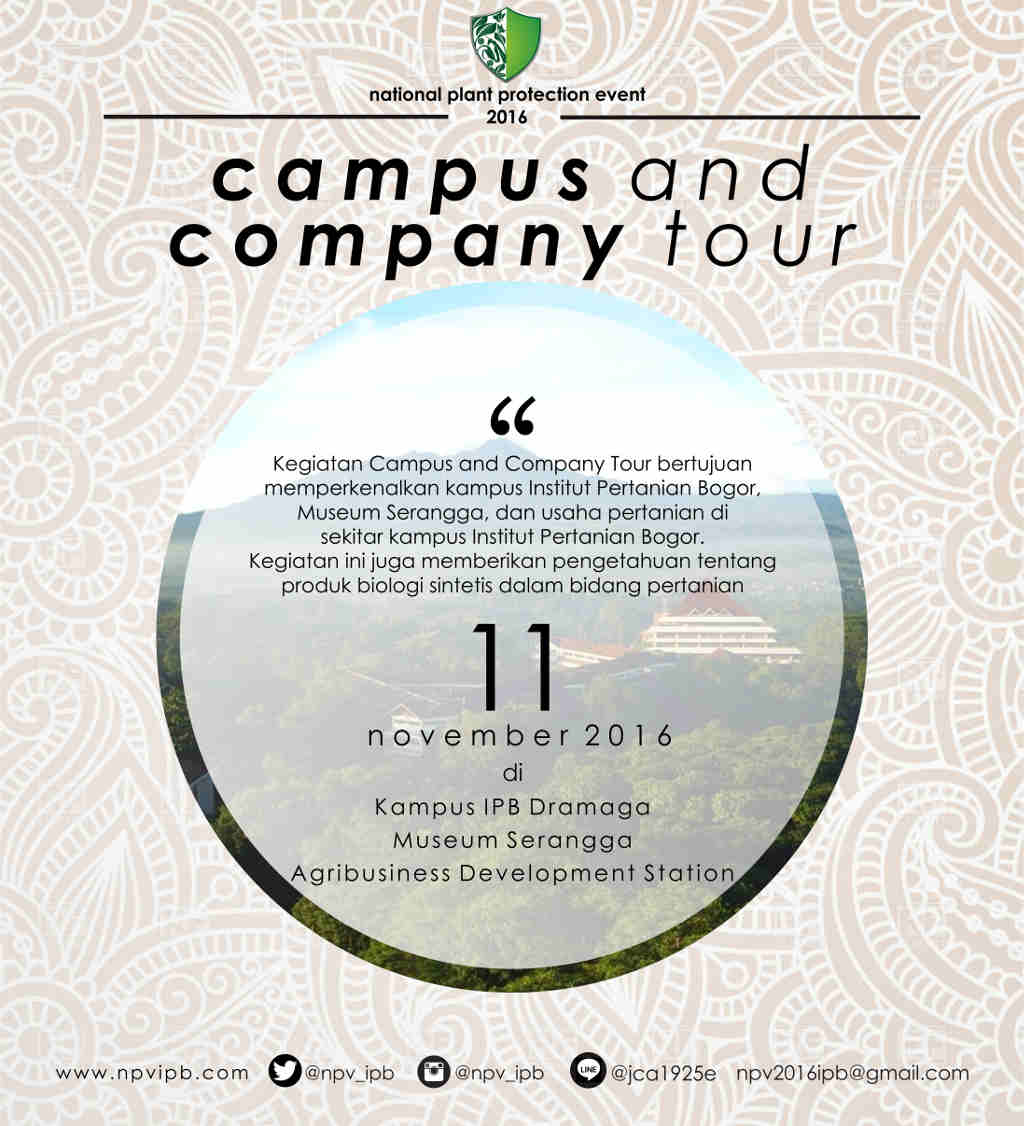 national plant protection event
2016
campus and
company tour
“
Kegiatan Campus and Company Tour bertujuan
memperkenalkan kampus Institut Pertanian Bogor,
Museum Serangga, dan usaha pertanian di
sekitar kampus Institut Pertanian Bogor.
Kegiatan ini juga memberikan pengetahuan tentang
produk biologi sintetis dalam bidang pertanian
11
november 2016
di
Kampus IPB Dramaga
Museum Serangga
Agribusiness Development Station
www.npvipb.com @npv_ipb @npv_ipb LINE @jca1925e npv2016ipb@gmail.com